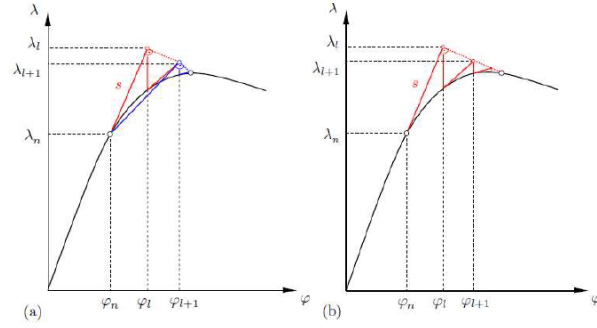 λ
λ_l
λ_{l+1}
s
λ_n
(a)
φ_n
φ_l
φ_{l+1}
φ
λ
λ_l
λ_{l+1}
s
λ_n
(b)
φ_n
φ_l
φ_{l+1}
φ